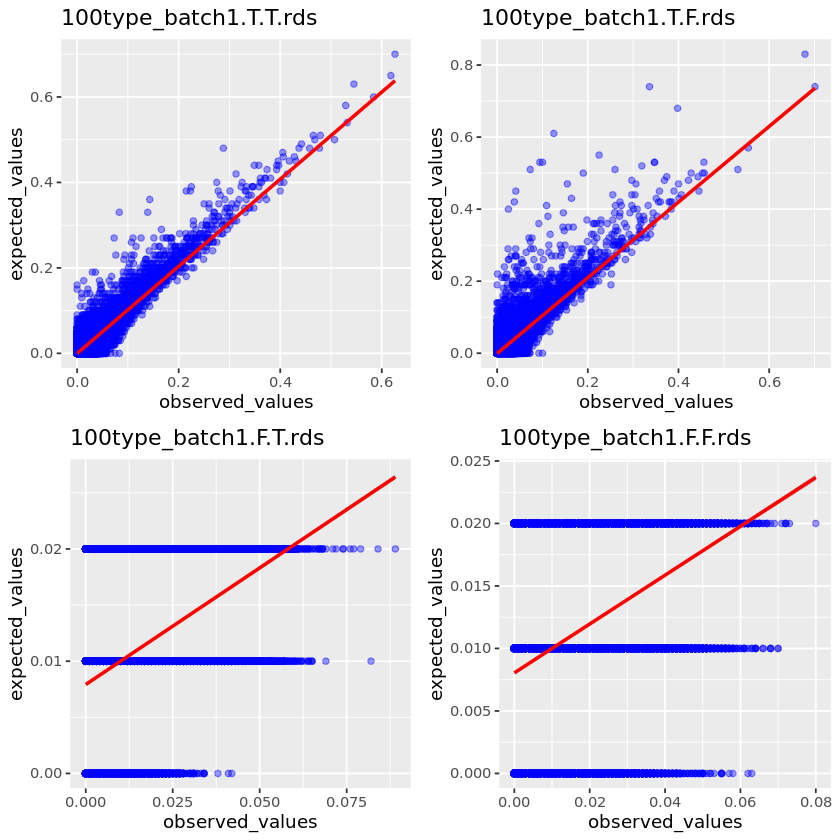 100type_batch1.T.T.rds
0.6
0.4
0.2
0.0
expected_values
0.0 0.2 0.4 0.6
observed_values
100type_batch1.T.F.rds
0.8
0.6
0.4
0.2
0.0
expected_values
0.0 0.2 0.4 0.6
observed_values
100type_batch1.F.T.rds
0.02
0.01
0.00
expected_values
0.000 0.025 0.050 0.075
observed_values
100type_batch1.F.F.rds
0.025
0.020
0.015
0.010
0.005
0.000
expected_values
0.00 0.02 0.04 0.06 0.08
observed_values